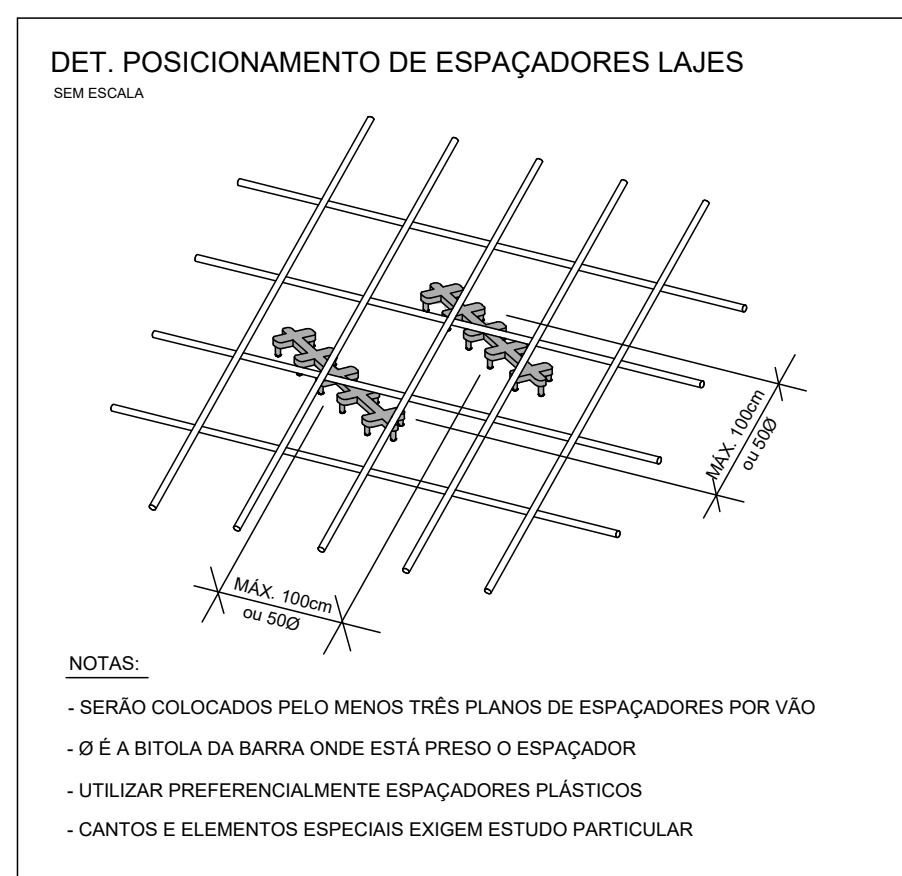 DET. POSICIONAMENTO DE ESPAÇADORES LAJES
SEM ESCALA
MÁX. 100cm
ou 50Ø
MÁX. 100cm
ou 50Ø
NOTAS:
- SERÃO COLOCADOS PELO MENOS TRÊS PLANOS DE ESPAÇADORES POR VÃO
- Ø É A BITOLA DA BARRA ONDE ESTÁ PRESO O ESPAÇADOR
- UTILIZAR PREFERENCIALMENTE ESPAÇADORES PLÁSTICOS
- CANTOS E ELEMENTOS ESPECIAIS EXIGEM ESTUDO PARTICULAR